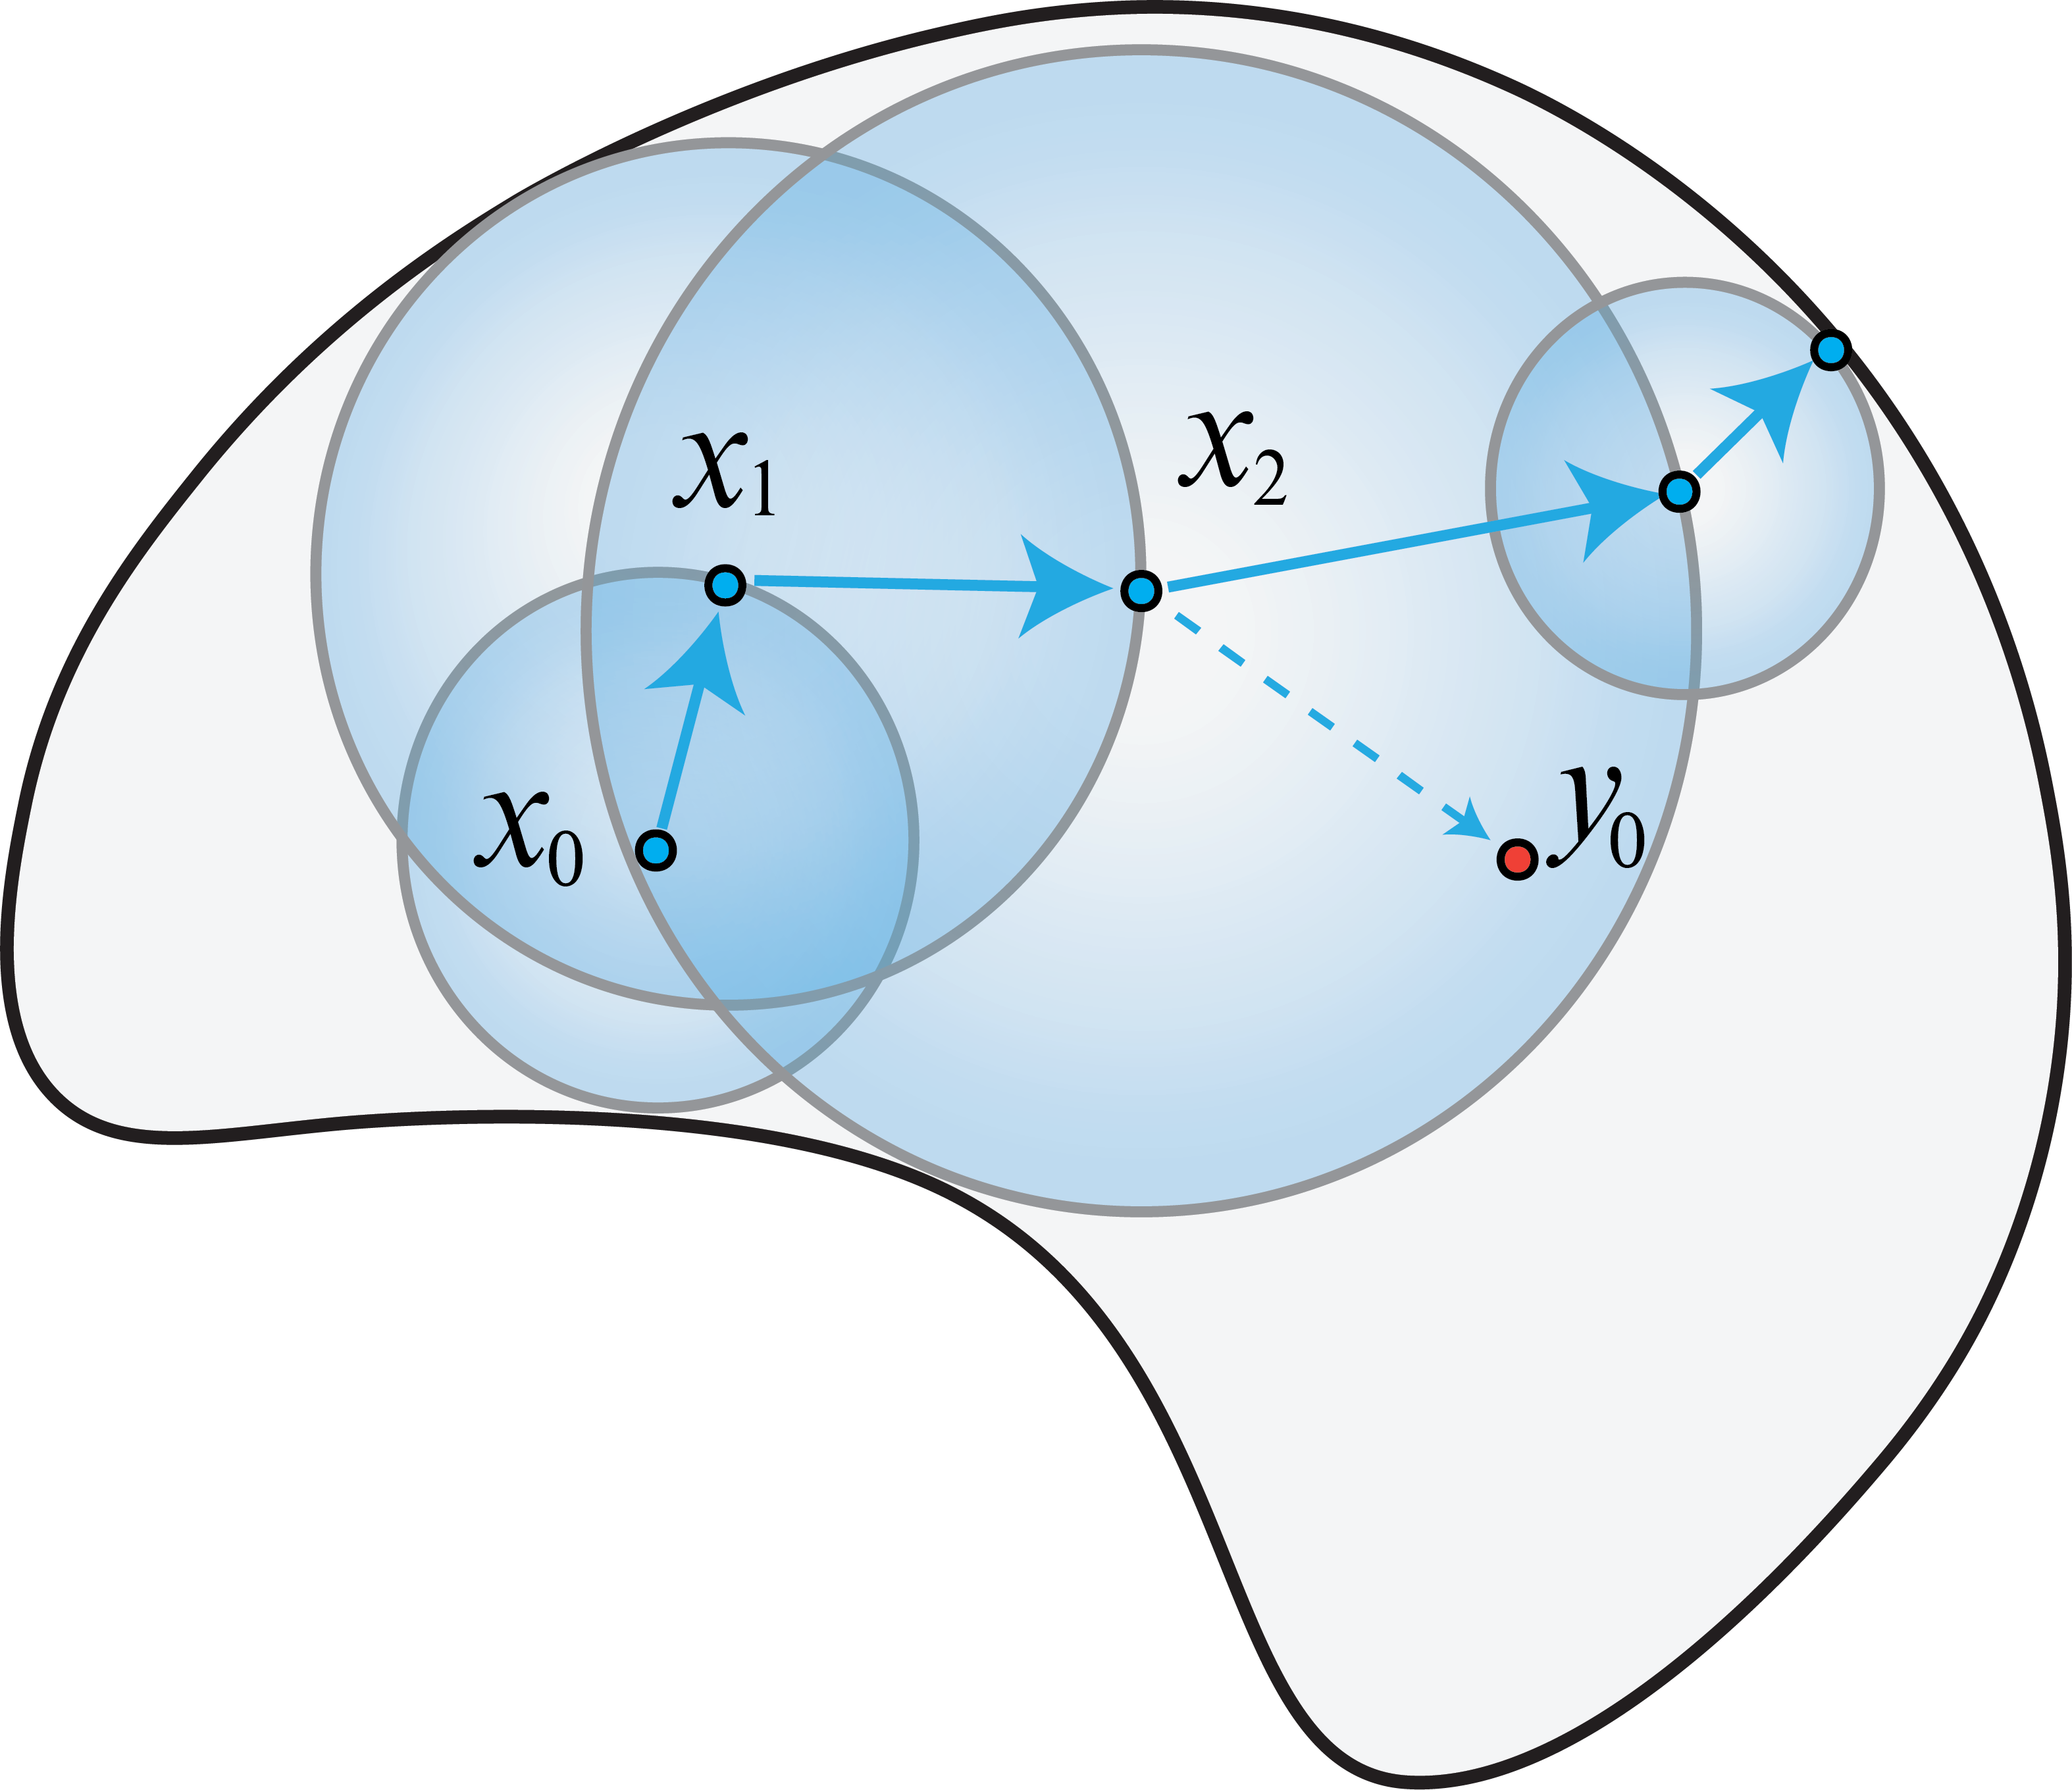 x₁
x₂
x₀
y₀